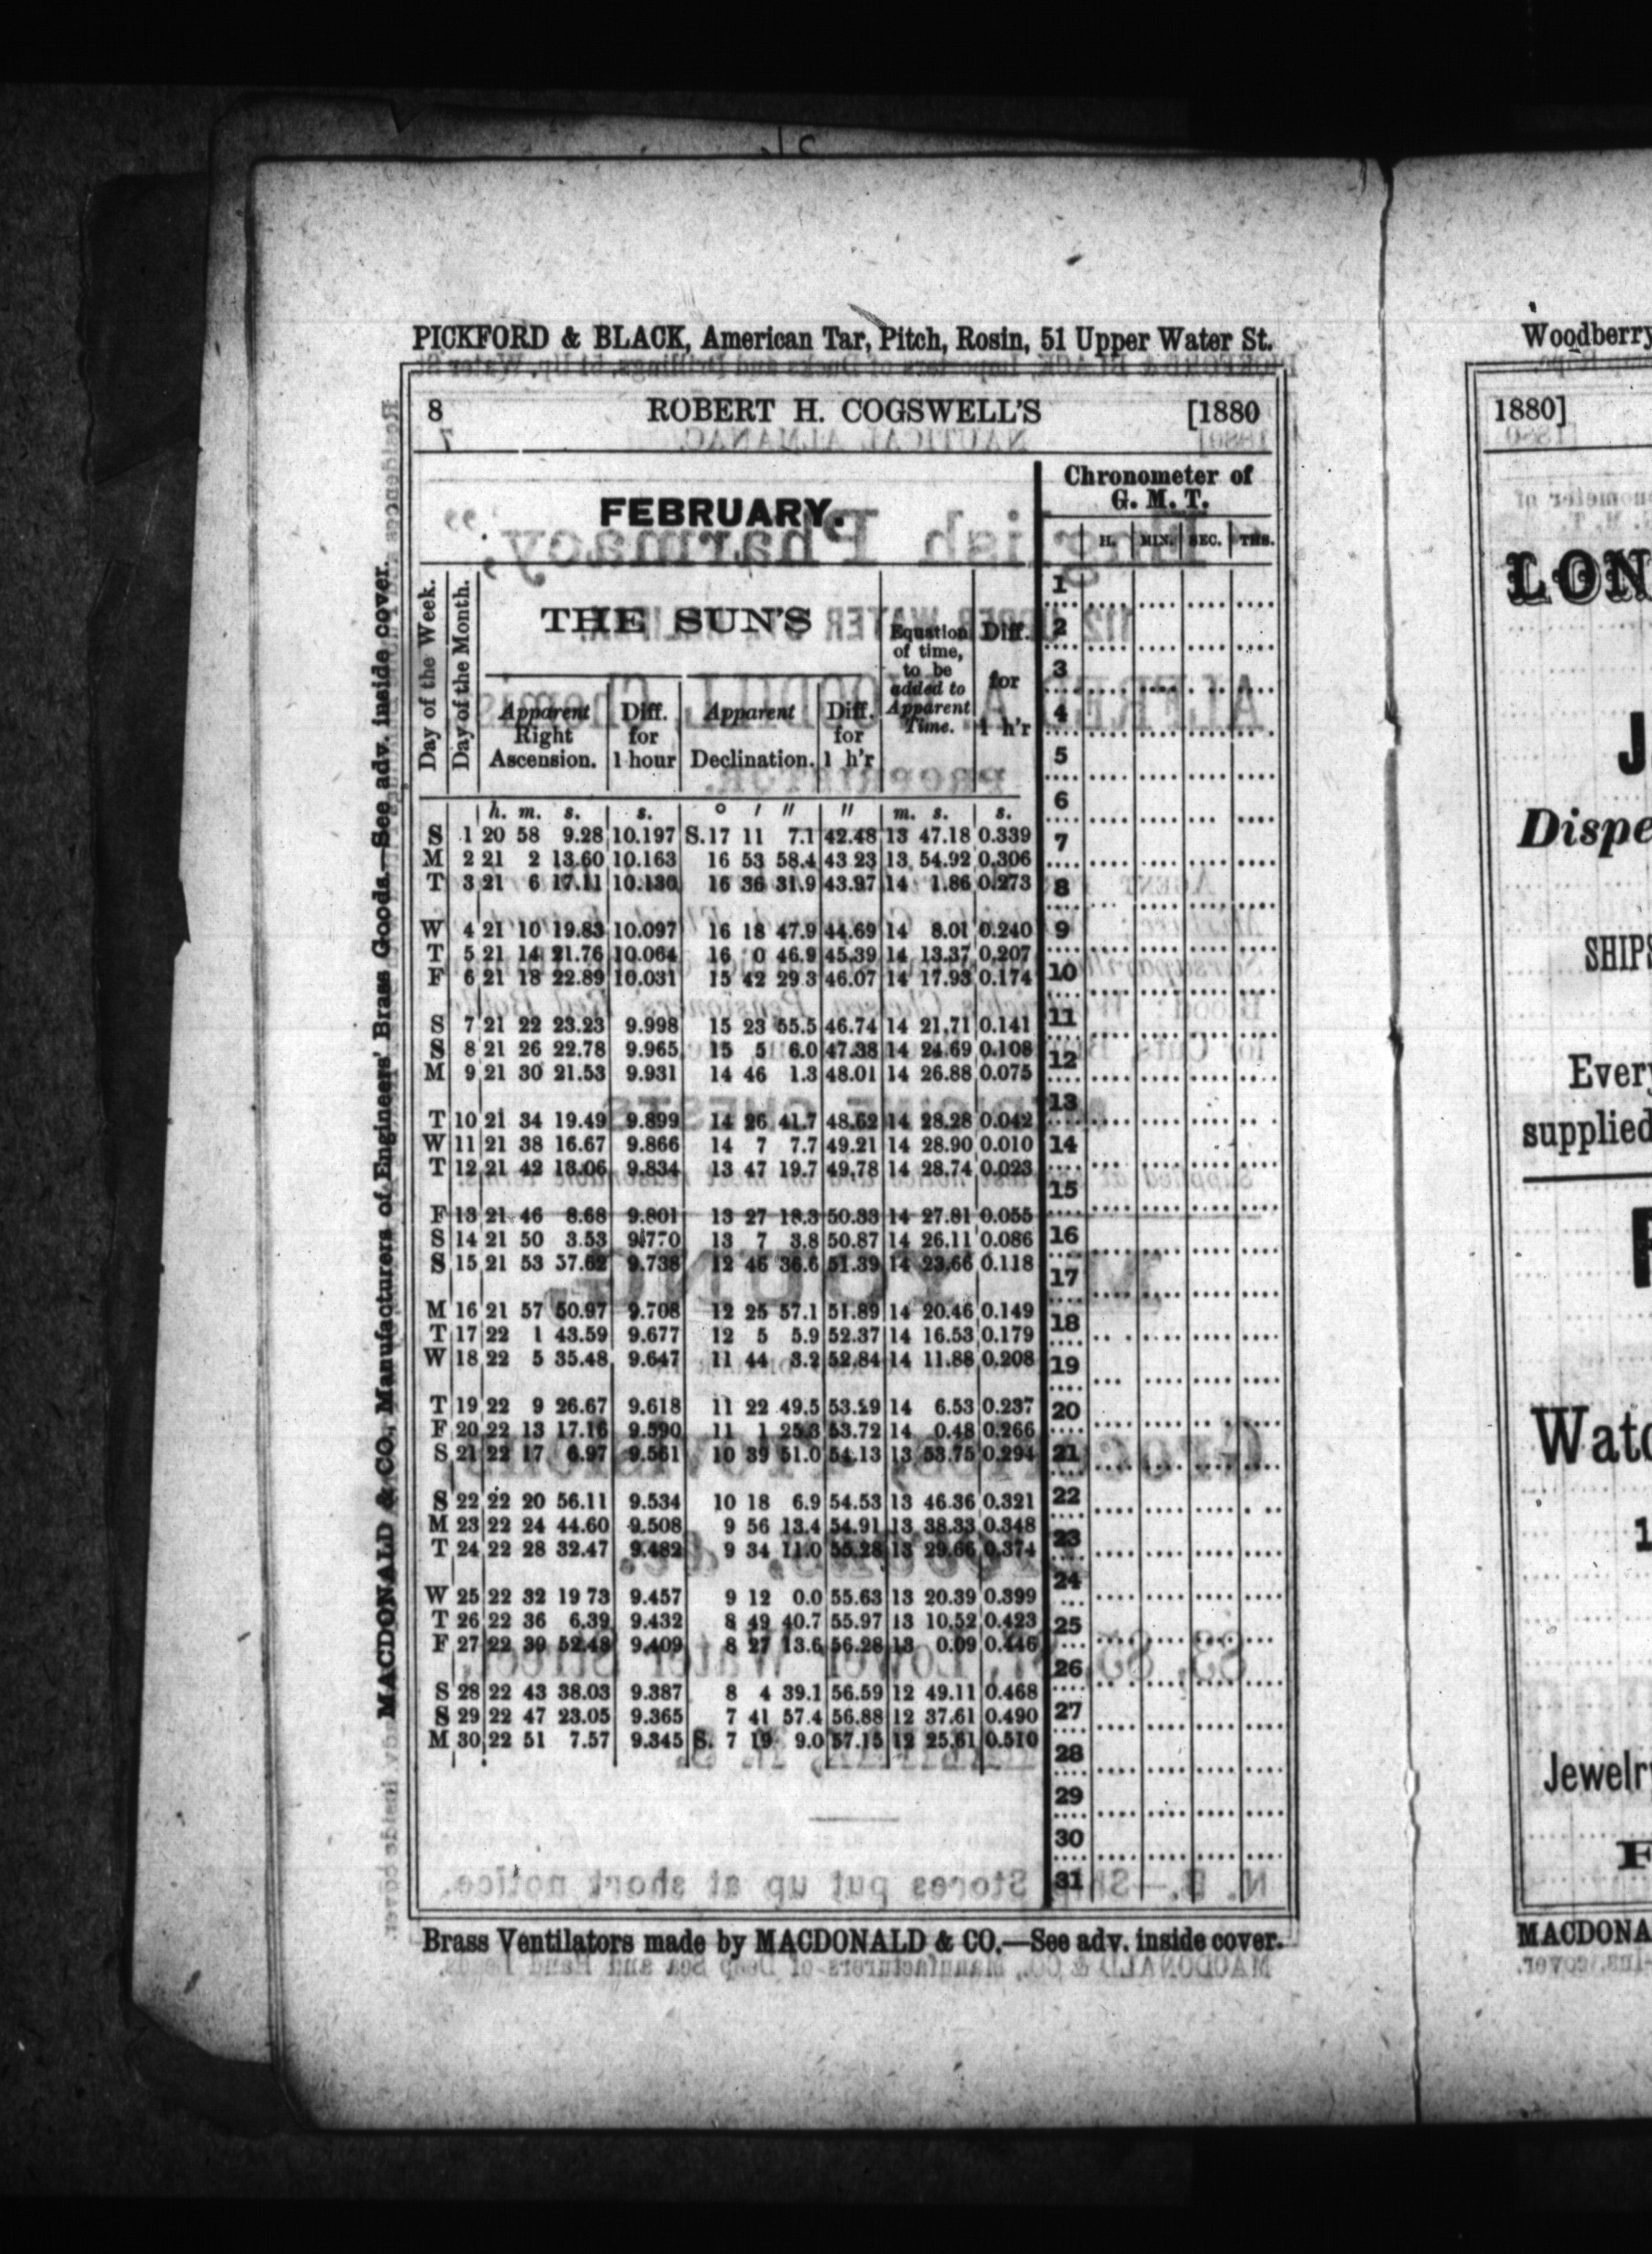 PICKFORD & BLACK, American Tar, Pitch, Rosin, 51 Upper Water St.
8 ROBERT H. COGSWELL'S [1880
FEBRUARY.
Chronometer of
G. M. T.
H. MIN. SEC. THS.
Day of the Week.
Day of the Month.
THE SUN'S
Apparent Right Ascension.
Diff. for 1 hour
Apparent Declination.
Diff. for 1 h'r
Equation of time, to be added to Apparent Time.
Diff. for 1 h'r
h. m. s. s. ° ′ ″ ″ m. s. s.
S 1 20 58 9.28 10.197 S. 17 11 7.1 42.48 13 47.18 0.339
M 2 21 2 13.60 10.163 16 53 58.4 43 23 13 54.92 0.306
T 3 21 6 17.11 10.130 16 36 31.9 43.97 14 1.86 0.273
W 4 21 10 19.83 10.097 16 18 47.9 44.69 14 8.01 0.240
T 5 21 14 21.76 10.064 16 0 46.9 45.39 14 13.37 0.207
F 6 21 18 22.89 10.031 15 42 29.3 46.07 14 17.93 0.174
S 7 21 22 23.23 9.998 15 23 55.5 46.74 14 21.71 0.141
S 8 21 26 22.78 9.965 15 5 6.0 47.38 14 24.69 0.108
M 9 21 30 21.53 9.931 14 46 1.3 48.01 14 26.88 0.075
T 10 21 34 19.49 9.899 14 26 41.7 48.62 14 28.28 0.042
W 11 21 38 16.67 9.866 14 7 7.7 49.21 14 28.90 0.010
T 12 21 42 13.06 9.834 13 47 19.7 49.78 14 28.74 0.023
F 13 21 46 8.68 9.801 13 27 18.3 50.33 14 27.81 0.055
S 14 21 50 3.53 9.770 13 7 3.8 50.87 14 26.11 0.086
S 15 21 53 57.62 9.738 12 46 36.6 51.39 14 23.66 0.118
M 16 21 57 50.97 9.708 12 25 57.1 51.89 14 20.46 0.149
T 17 22 1 43.59 9.677 12 5 5.9 52.37 14 16.53 0.179
W 18 22 5 35.48 9.647 11 44 3.2 52.84 14 11.88 0.208
T 19 22 9 26.67 9.618 11 22 49.5 53.29 14 6.53 0.237
F 20 22 13 17.16 9.590 11 1 25.3 53.72 14 0.48 0.266
S 21 22 17 6.97 9.561 10 39 51.0 54.13 13 53.75 0.294
S 22 22 20 56.11 9.534 10 18 6.9 54.53 13 46.36 0.321
M 23 22 24 44.60 9.508 9 56 13.4 54.91 13 38.33 0.348
T 24 22 28 32.47 9.482 9 34 11.0 55.28 13 29.66 0.374
W 25 22 32 19 73 9.457 9 12 0.0 55.63 13 20.39 0.399
T 26 22 36 6.39 9.432 8 49 40.7 55.97 13 10.52 0.423
F 27 22 39 52.48 9.409 8 27 13.6 56.28 13 0.09 0.446
S 28 22 43 38.03 9.387 8 4 39.1 56.59 12 49.11 0.468
S 29 22 47 23.05 9.365 7 41 57.4 56.88 12 37.61 0.490
M 30 22 51 7.57 9.345 S. 7 19 9.0 57.15 12 25.61 0.510
1
2
3
4
5
6
7
8
9
10
11
12
13
14
15
16
17
18
19
20
21
22
23
24
25
26
27
28
29
30
31
Brass Ventilators made by MACDONALD & CO.—See adv. inside cover.
MACDONALD & CO., Manufacturers of Engineers' Brass Goods.—See adv. inside cover.
Woodberry
1880]
LON
J
Dispe
SHIPS
Every
supplied
Watc
1
Jewelr
F
MACDONA